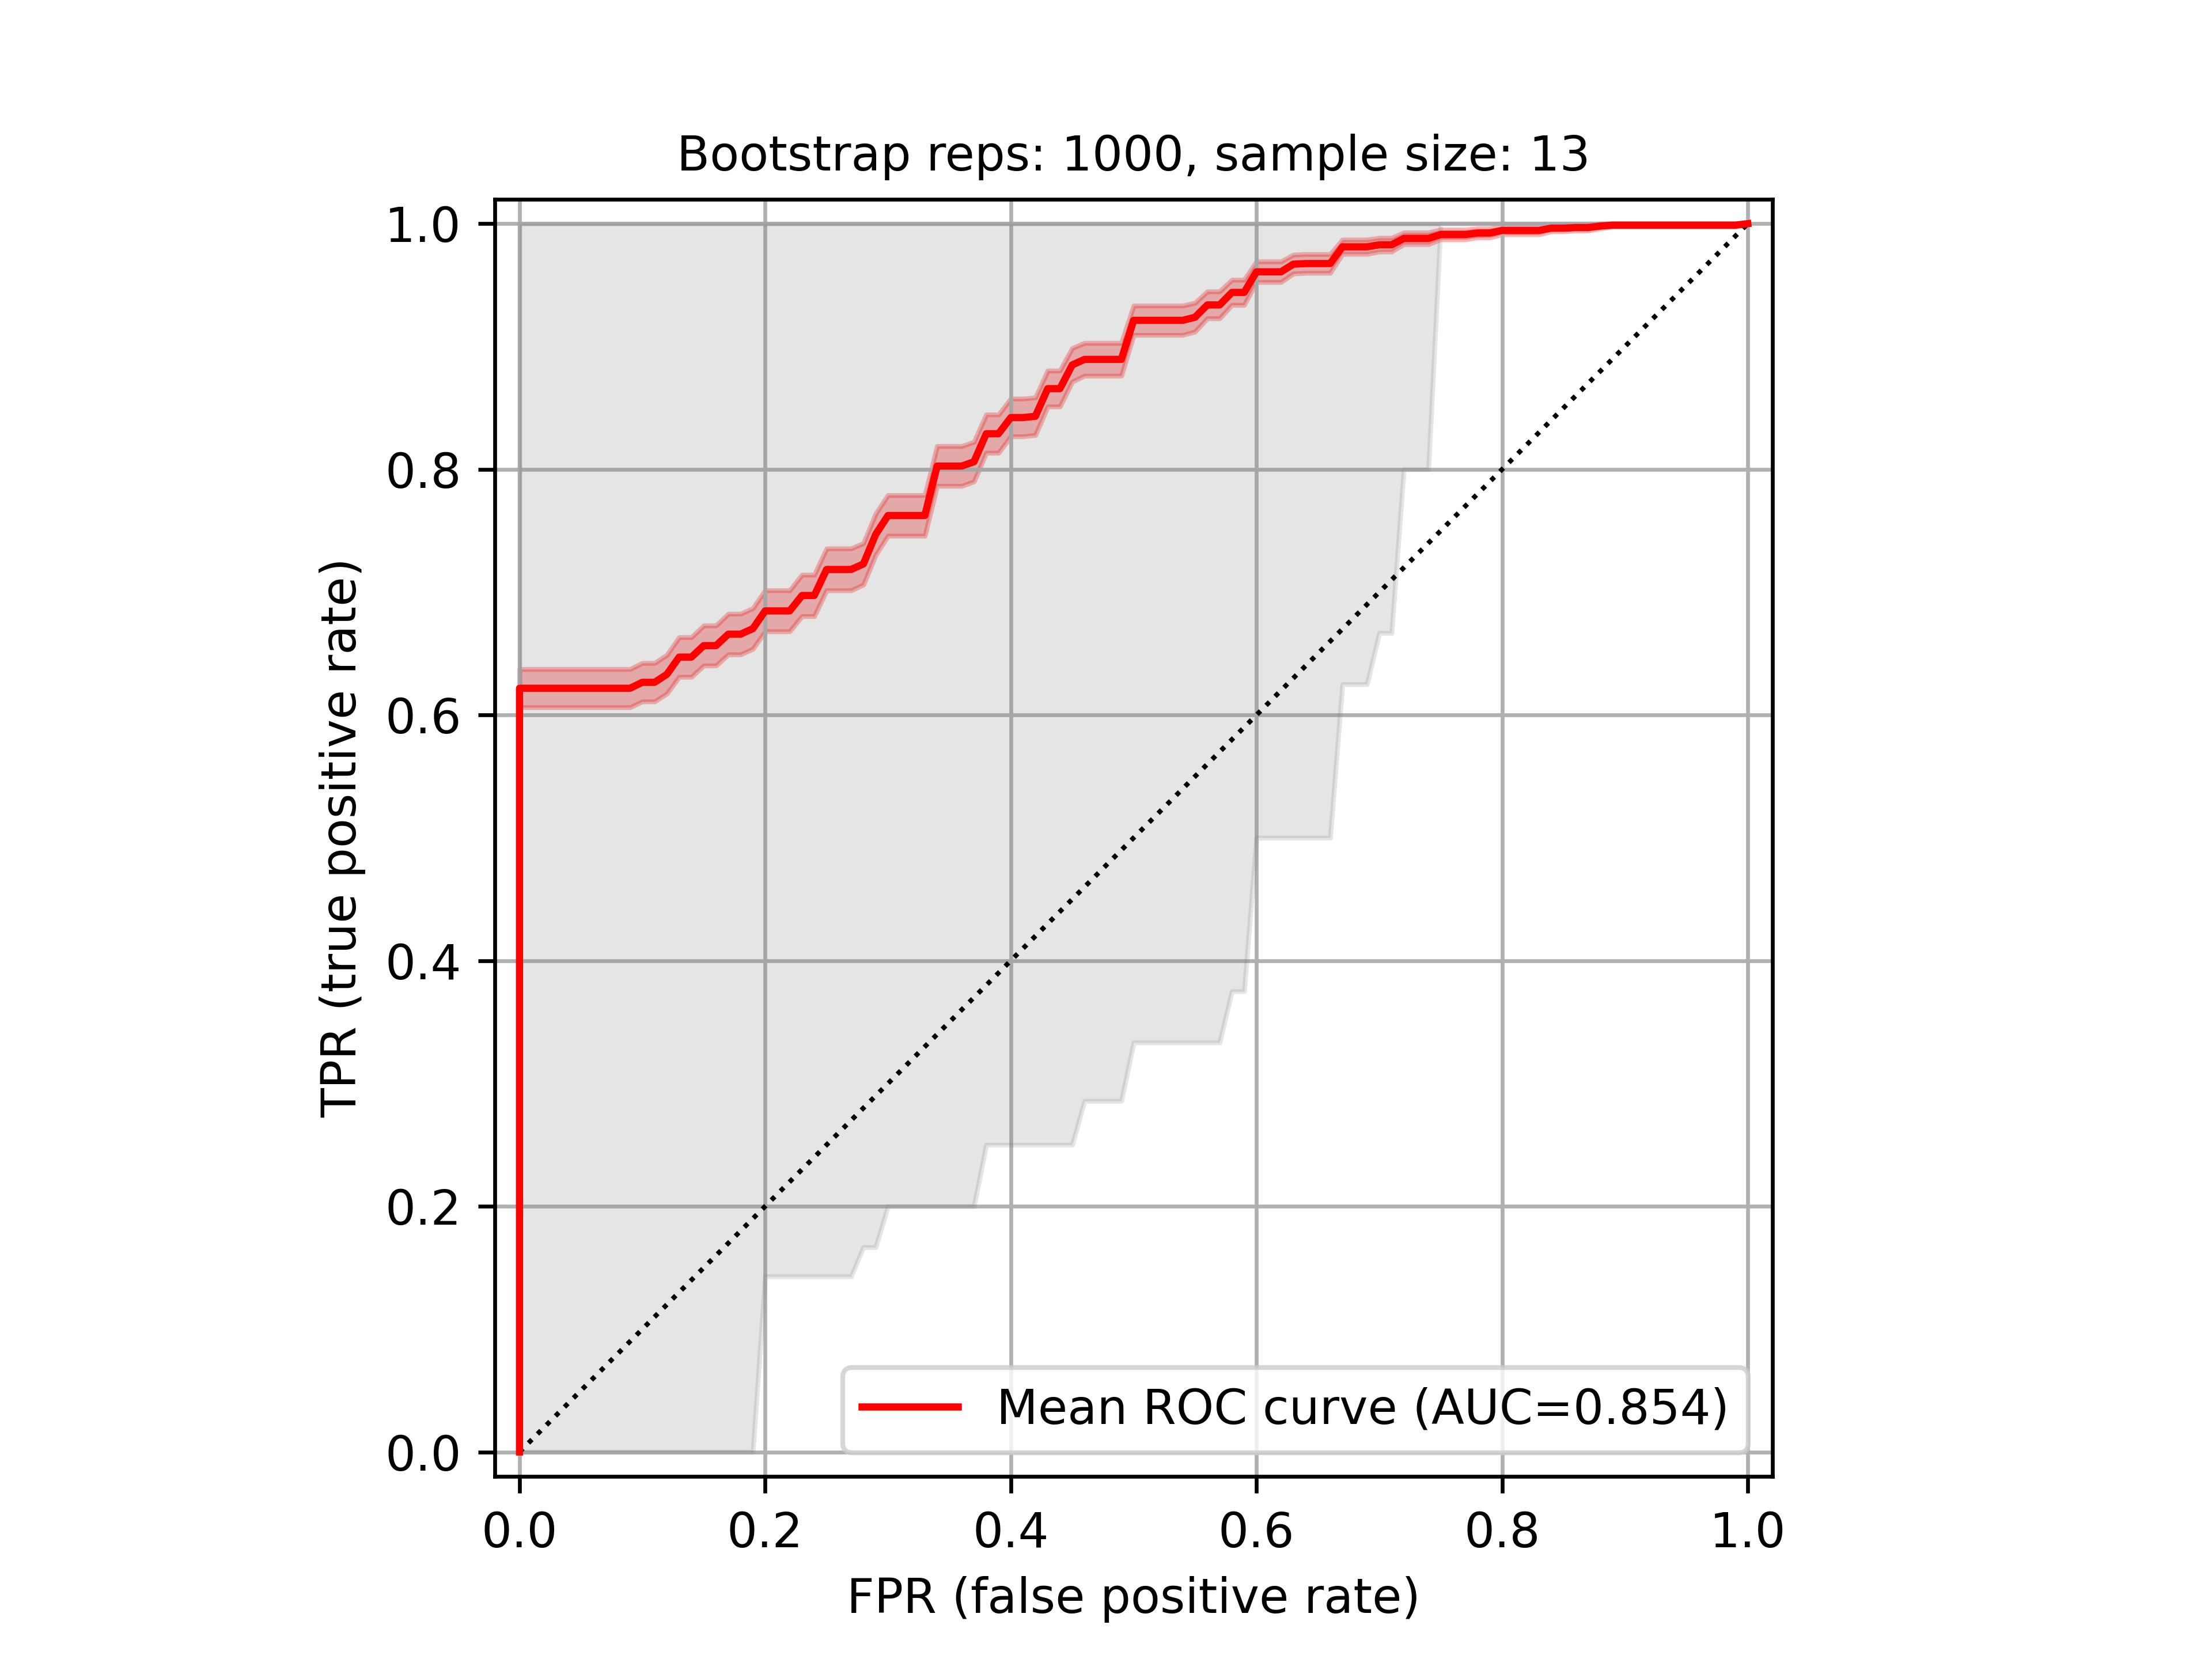 Bootstrap reps: 1000, sample size: 13
1.0
0.8
0.6
0.4
0.2
0.0
TPR (true positive rate)
Mean ROC curve (AUC=0.854)
0.0 0.2 0.4 0.6 0.8 1.0
FPR (false positive rate)